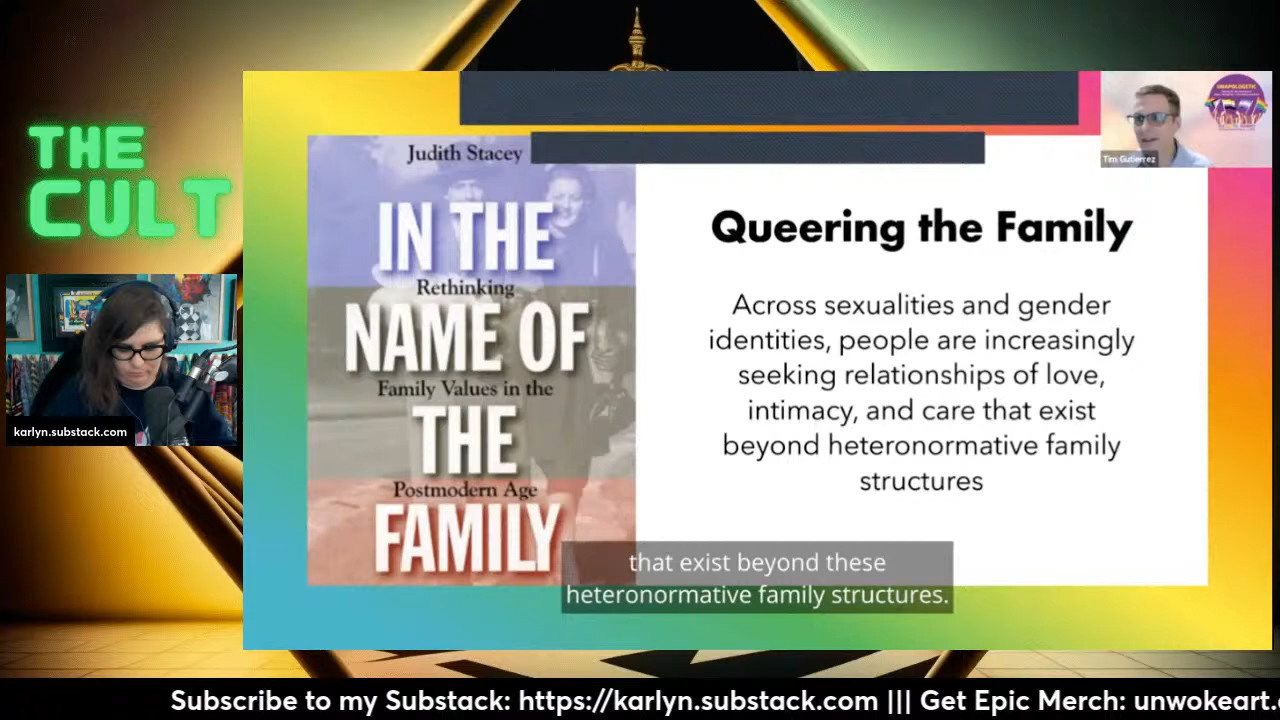 THE
CULT
karlyn.substack.com
Judith Stacey
IN THE
Rethinking
NAME OF
Family Values in the
THE
Postmodern Age
FAMILY
Queering the Family
Across sexualities and gender
identities, people are increasingly
seeking relationships of love,
intimacy, and care that exist
beyond heteronormative family
structures
that exist beyond these
heteronormative family structures.
UNAPOLOGETIC
Tim Gutierrez
Subscribe to my Substack: https://karlyn.substack.com ||| Get Epic Merch: unwokeart.